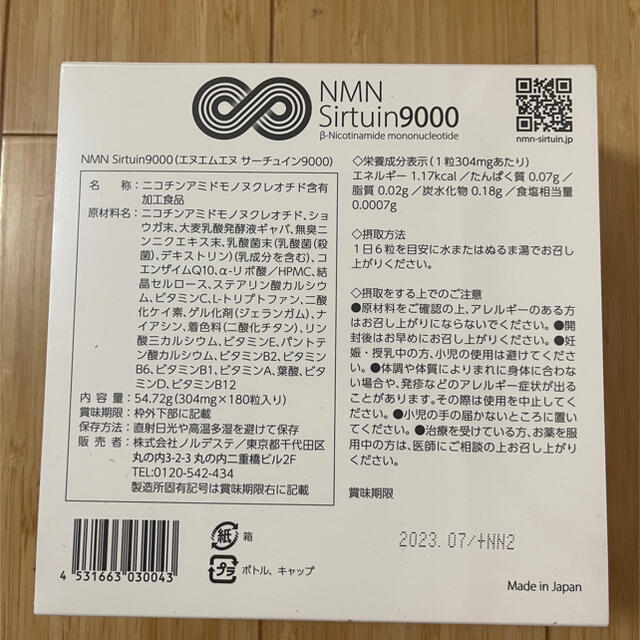 NMN
Sirtuin9000
β-Nicotinamide mononucleotide
nmn-sirtuin.jp
NMN Sirtuin9000(エヌエムエヌ サーチュイン9000)
名 称:ニコチンアミドモノヌクレオチド含有
加工食品
原材料名:ニコチンアミドモノヌクレオチド、ショ
ウガ末、大麦乳酸発酵液ギャバ、無臭ニ
ンニクエキス末、乳酸菌末(乳酸菌(殺
菌)、デキストリン)(乳成分を含む)、コ
エンザイムQ10、α-リポ酸/HPMC、結
晶セルロース、ステアリン酸カルシウ
ム、ビタミンC、L-トリプトファン、二酸
化ケイ素、ゲル化剤(ジェランガム)、ナ
イアシン、着色料(二酸化チタン)、リン
酸三カルシウム、ビタミンE、パントテ
ン酸カルシウム、ビタミンB2、ビタミン
B6、ビタミンB1、ビタミンA、葉酸、ビタ
ミンD、ビタミンB12
内 容 量:54.72g(304mg×180粒入り)
賞味期限:枠外下部に記載
保存方法:直射日光や高温多湿を避けて保存
販 売 者:株式会社ノルデステ/東京都千代田区
丸の内3-2-3 丸の内二重橋ビル2F
TEL:0120-542-434
製造所固有記号は賞味期限右に記載
◇栄養成分表示(1粒304mgあたり)
エネルギー 1.17kcal/たんぱく質 0.07g/
脂質 0.02g/炭水化物 0.18g/食塩相当量
0.0007g
◇摂取方法
1日6粒を目安に水またはぬるま湯でお召し
上がりください。
◇摂取をする上でのご注意
●原材料をご確認の上、アレルギーのある方
はお召し上がりにならないでください。●開
封後はお早めにお召し上がりください。●妊
娠・授乳中の方、小児の使用は避けてくださ
い。●体調や体質によりまれに身体に合わな
い場合や、発疹などのアレルギー症状が出る
ことがあります。その際は使用を中止してく
ださい。●小児の手の届かないところに置い
てください。●治療を受けている方、お薬を服
用中の方は、医師にご相談の上お召し上がり
ください。
賞味期限
2023.07/+NN2
4 531663 030043
紙 箱
プラ ボトル、キャップ
Made in Japan